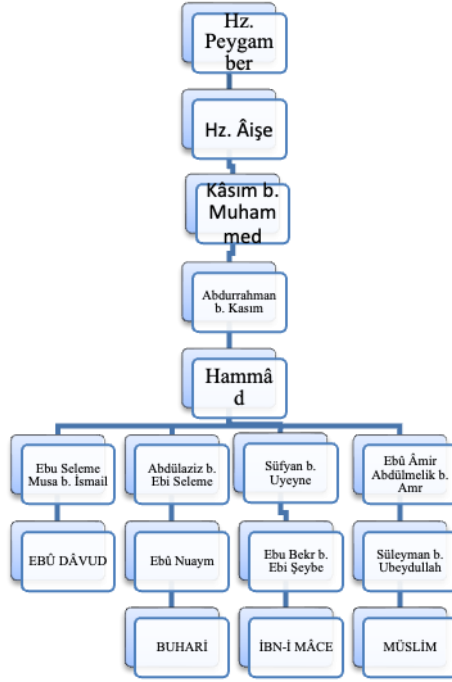 Hz.
Peygam
ber
Hz. Âişe
Kâsım b.
Muham
med
Abdurrahman
b. Kasım
Hammâ
d
Ebu Seleme
Musa b. İsmail
Abdülaziz b.
Ebi Seleme
Süfyan b.
Uyeyne
Ebû Âmir
Abdülmelik b.
Amr
EBÛ DÂVUD
Ebû Nuaym
Ebu Bekr b.
Ebi Şeybe
Süleyman b.
Ubeydullah
BUHARİ
İBN-İ MÂCE
MÜSLİM